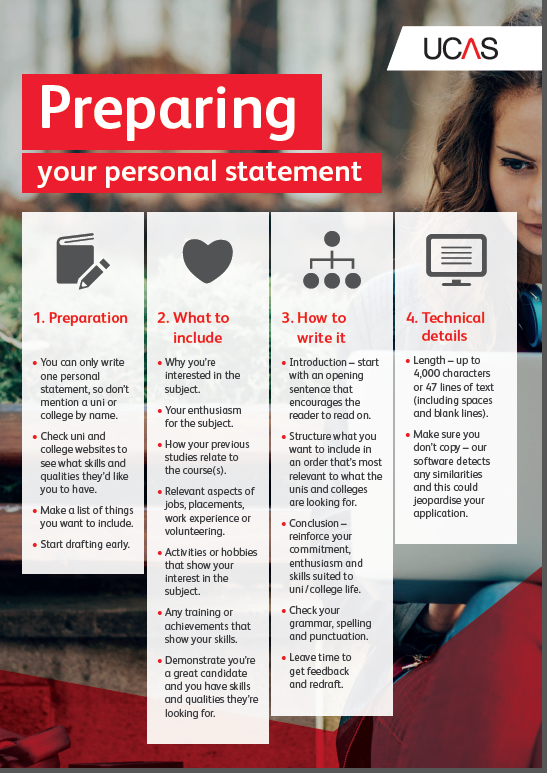 UCAS
Preparing
your personal statement
1. Preparation
• You can only write
one personal
statement, so don't
mention a uni or
college by name.
• Check uni and
college websites to
see what skills and
qualities they'd like
you to have.
• Make a list of things
you want to include.
• Start drafting early.
2. What to
include
• Why you're
interested in the
subject.
• Your enthusiasm
for the subject.
• How your previous
studies relate to
the course(s).
• Relevant aspects of
jobs, placements,
work experience or
volunteering.
• Activities or hobbies
that show your
interest in the
subject.
• Any training or
achievements that
show your skills.
• Demonstrate you're
a great candidate
and you have skills
and qualities they're
looking for.
3. How to
write it
• Introduction – start
with an opening
sentence that
encourages the
reader to read on.
• Structure what you
want to include in
an order that's most
relevant to what the
unis and colleges
are looking for.
• Conclusion –
reinforce your
commitment,
enthusiasm and
skills suited to
uni/college life.
• Check your
grammar, spelling
and punctuation.
• Leave time to
get feedback
and redraft.
4. Technical
details
• Length – up to
4,000 characters
or 47 lines of text
(including spaces
and blank lines).
• Make sure you
don't copy – our
software detects
any similarities
and this could
jeopardise your
application.